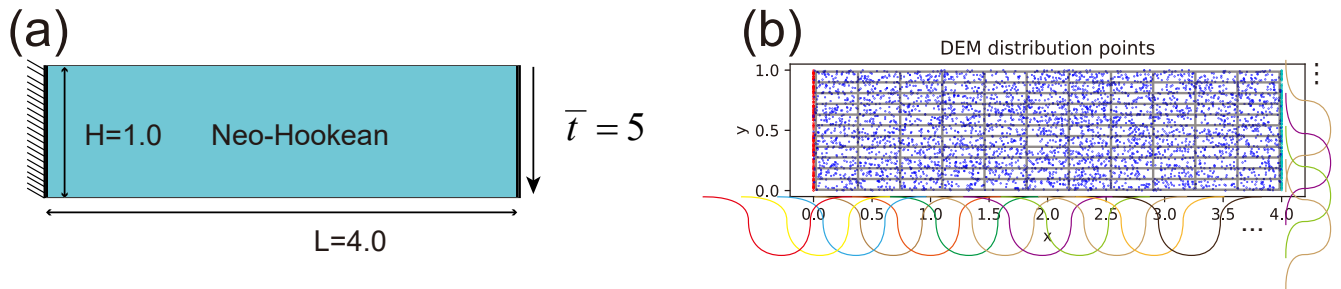 (a)
H=1.0 Neo-Hookean
t̅ = 5
L=4.0
(b)
DEM distribution points
1.0
0.5
0.0
y
0.0 0.5 1.0 1.5 2.0 2.5 3.0 3.5 4.0
x
...
⋮